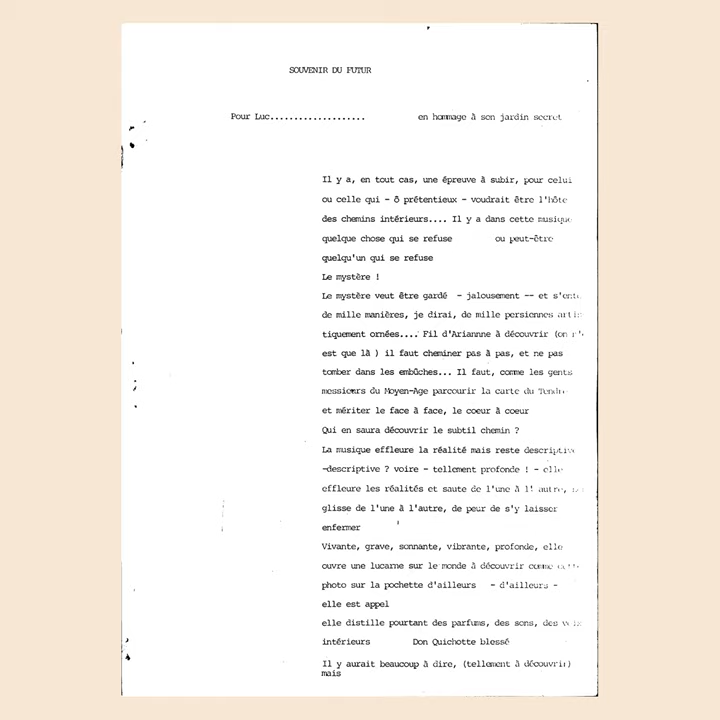 SOUVENIR DU FUTUR
Pour Luc.................... en hommage à son jardin secret
Il y a, en tout cas, une épreuve à subir, pour celui
ou celle qui - ô prétentieux - voudrait être l'hôte
des chemins intérieurs.... Il y a dans cette musique
quelque chose qui se refuse ou peut-être
quelqu'un qui se refuse
Le mystère !
Le mystère veut être gardé - jalousement -- et
de mille manières, je dirai, de mille persiennes
tiquement ornées.... Fil d'Ariannne à découvrir (on
est que là ) il faut cheminer pas à pas, et ne pas
tomber dans les embûches... Il faut, comme les gents
messieurs du Moyen-Age parcourir la carte du Tendre
et mériter le face à face, le coeur à coeur
Qui en saura découvrir le subtil chemin ?
La musique effleure la réalité mais reste descriptive
-descriptive ? voire - tellement profonde ! - elle
effleure les réalités et saute de l'une à l' autre,
glisse de l'une à l'autre, de peur de s'y laisser
enfermer
Vivante, grave, sonnante, vibrante, profonde, elle
ouvre une lucarne sur le monde à découvrir comme
photo sur la pochette d'ailleurs - d'ailleurs -
elle est appel
elle distille pourtant des parfums, des sons, des
intérieurs Don Quichotte blessé
Il y aurait beaucoup à dire, (tellement à découvrir)
mais